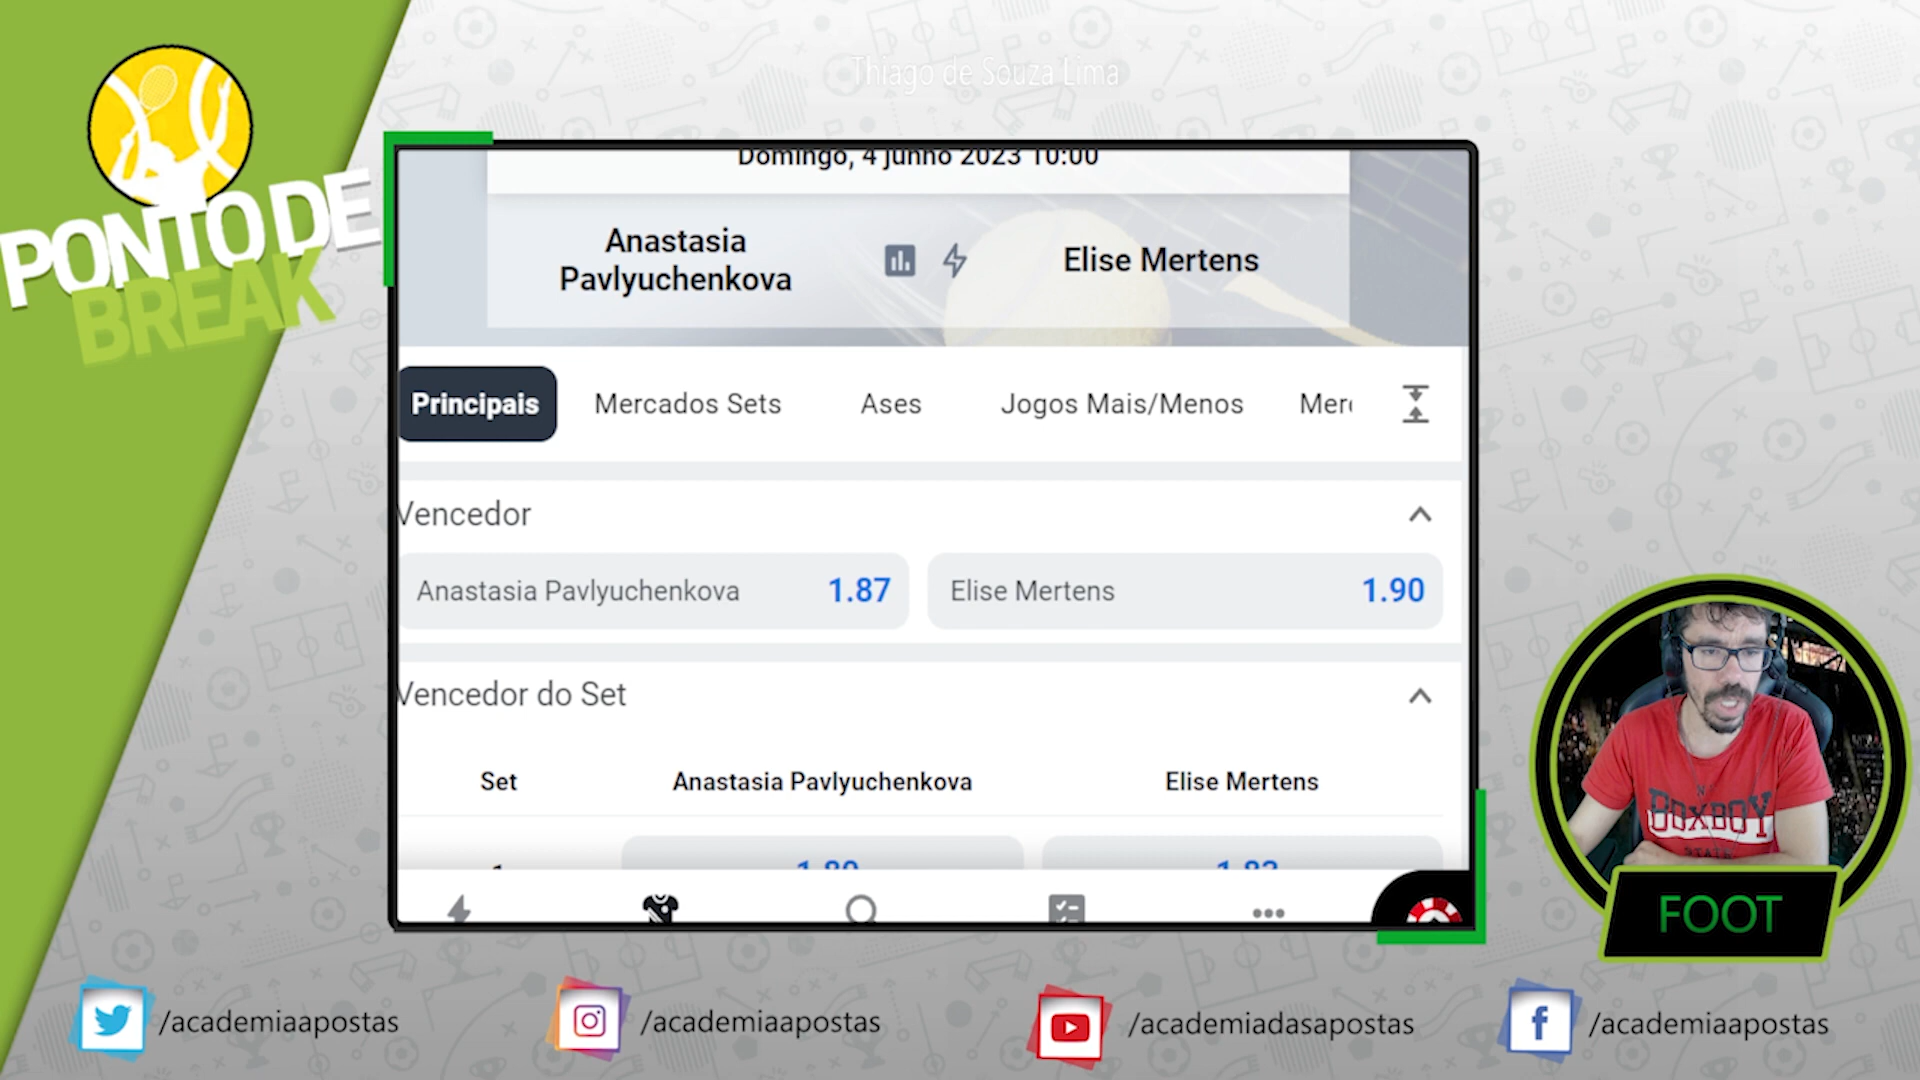 Thiago de Souza Lima
PONTO DE
BREAK
Domingo, 4 junho 2023 10:00
Anastasia
Pavlyuchenkova
Elise Mertens
Principais
Mercados Sets
Ases
Jogos Mais/Menos
Vencedor
Anastasia Pavlyuchenkova 1.87
Elise Mertens 1.90
Vencedor do Set
Set
Anastasia Pavlyuchenkova
Elise Mertens
BOXBOY
STATE
FOOT
/academiaapostas
/academiaapostas
/academiadasapostas
/academiaapostas